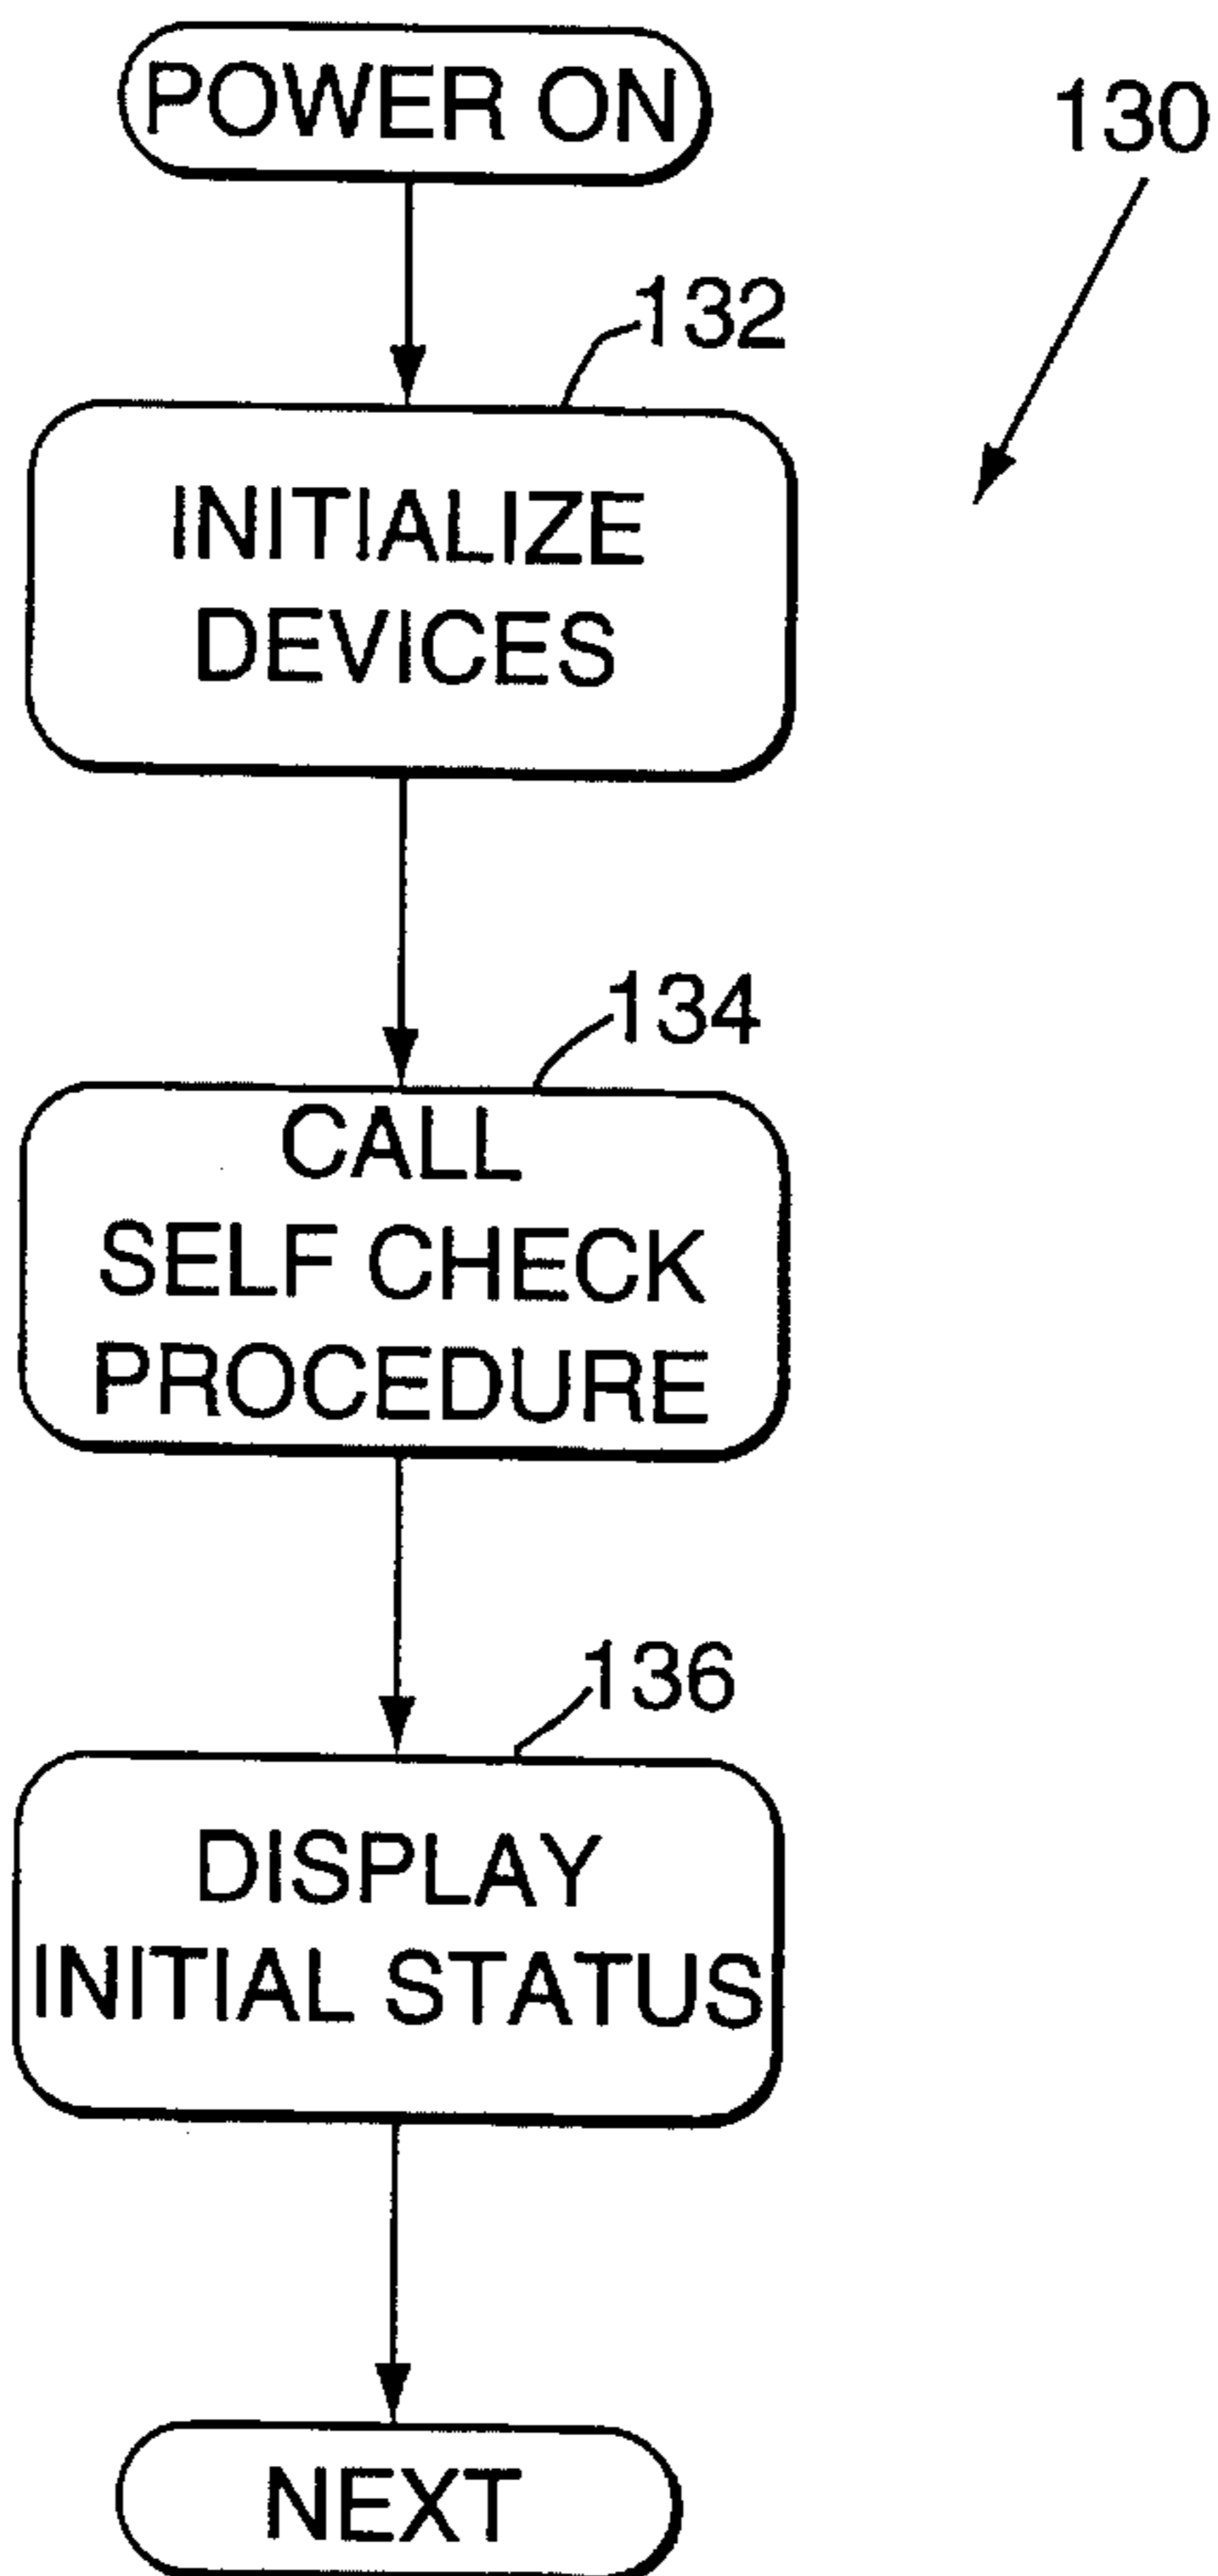 POWER ON
130
132
INITIALIZE
DEVICES
134
CALL
SELF CHECK
PROCEDURE
136
DISPLAY
INITIAL STATUS
NEXT